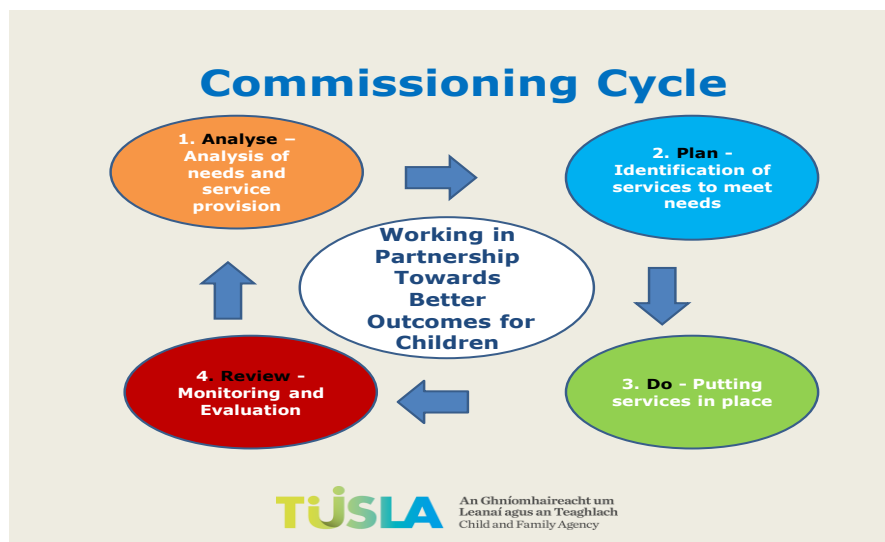 Commissioning Cycle
1. Analyse –
Analysis of
needs and
service
provision
2. Plan -
Identification of
services to meet
needs
Working in
Partnership
Towards
Better
Outcomes for
Children
3. Do - Putting
services in place
4. Review -
Monitoring and
Evaluation
TUSLA
An Ghníomhaireacht um
Leanaí agus an Teaghlach
Child and Family Agency